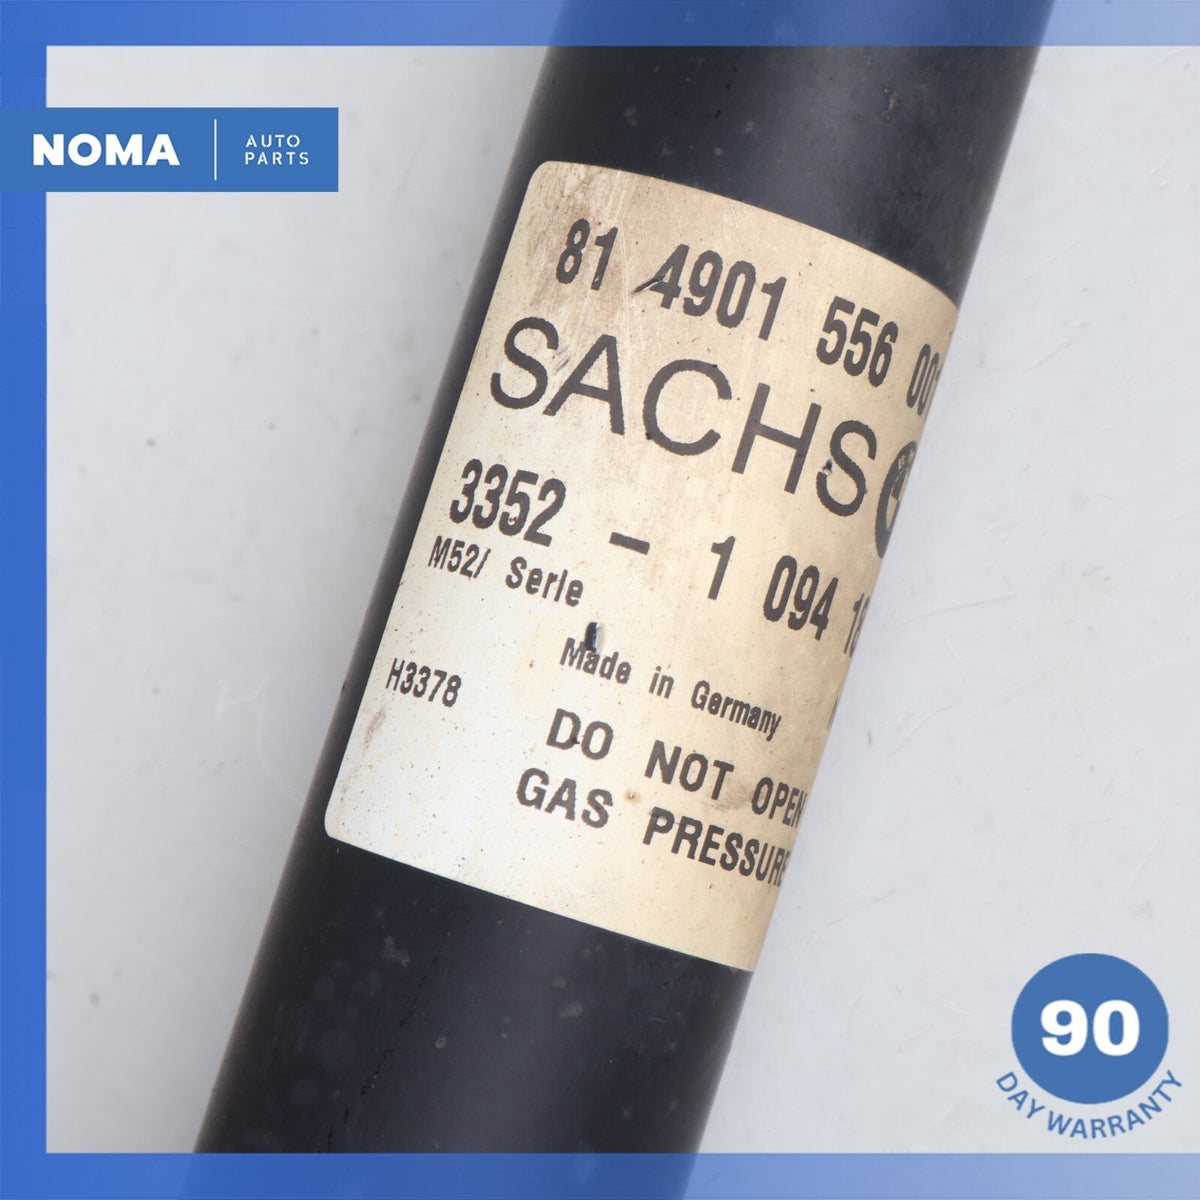 NOMA
AUTO
PARTS
81 4901 556 00
SACHS
3352 - 1 094
M52/ Serie
Made in Germany
H3378
DO NOT OPEN
GAS PRESSURE
90
DAY WARRANTY